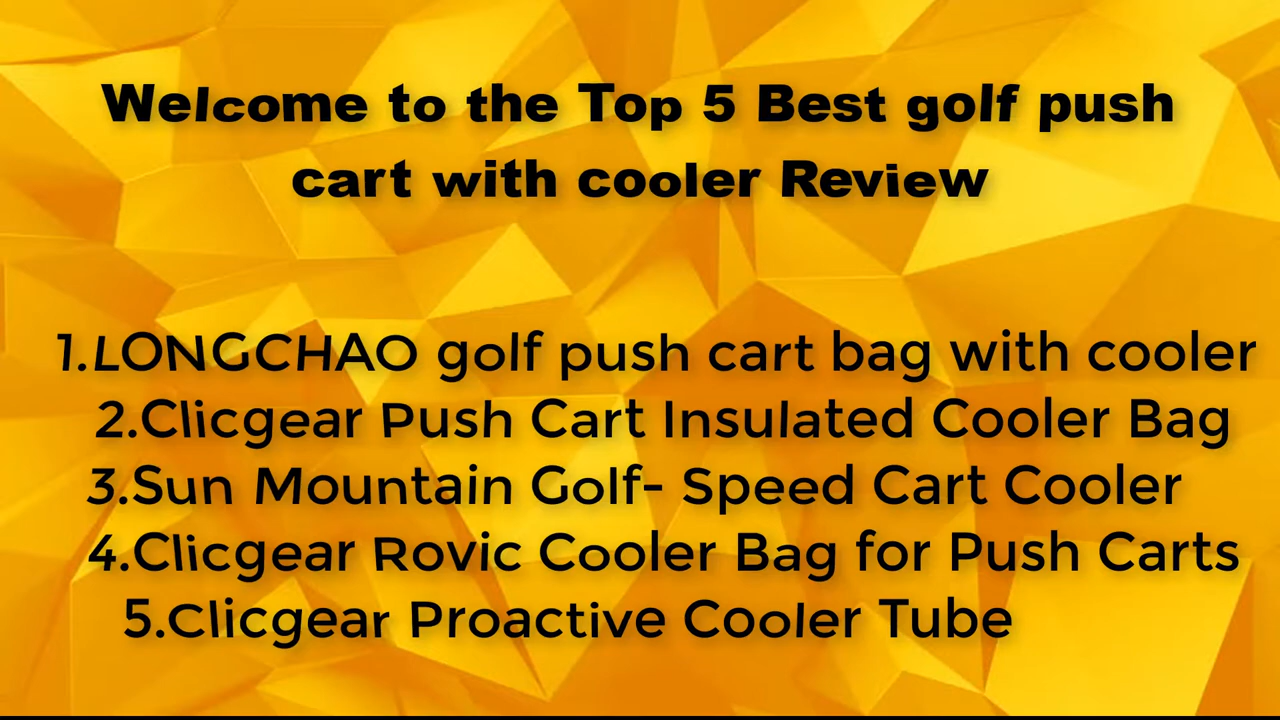 Welcome to the Top 5 Best golf push
cart with cooler Review
1.LONGCHAO golf push cart bag with cooler
2.Clicgear Push Cart Insulated Cooler Bag
3.Sun Mountain Golf- Speed Cart Cooler
4.Clicgear Rovic Cooler Bag for Push Carts
5.Clicgear Proactive Cooler Tube